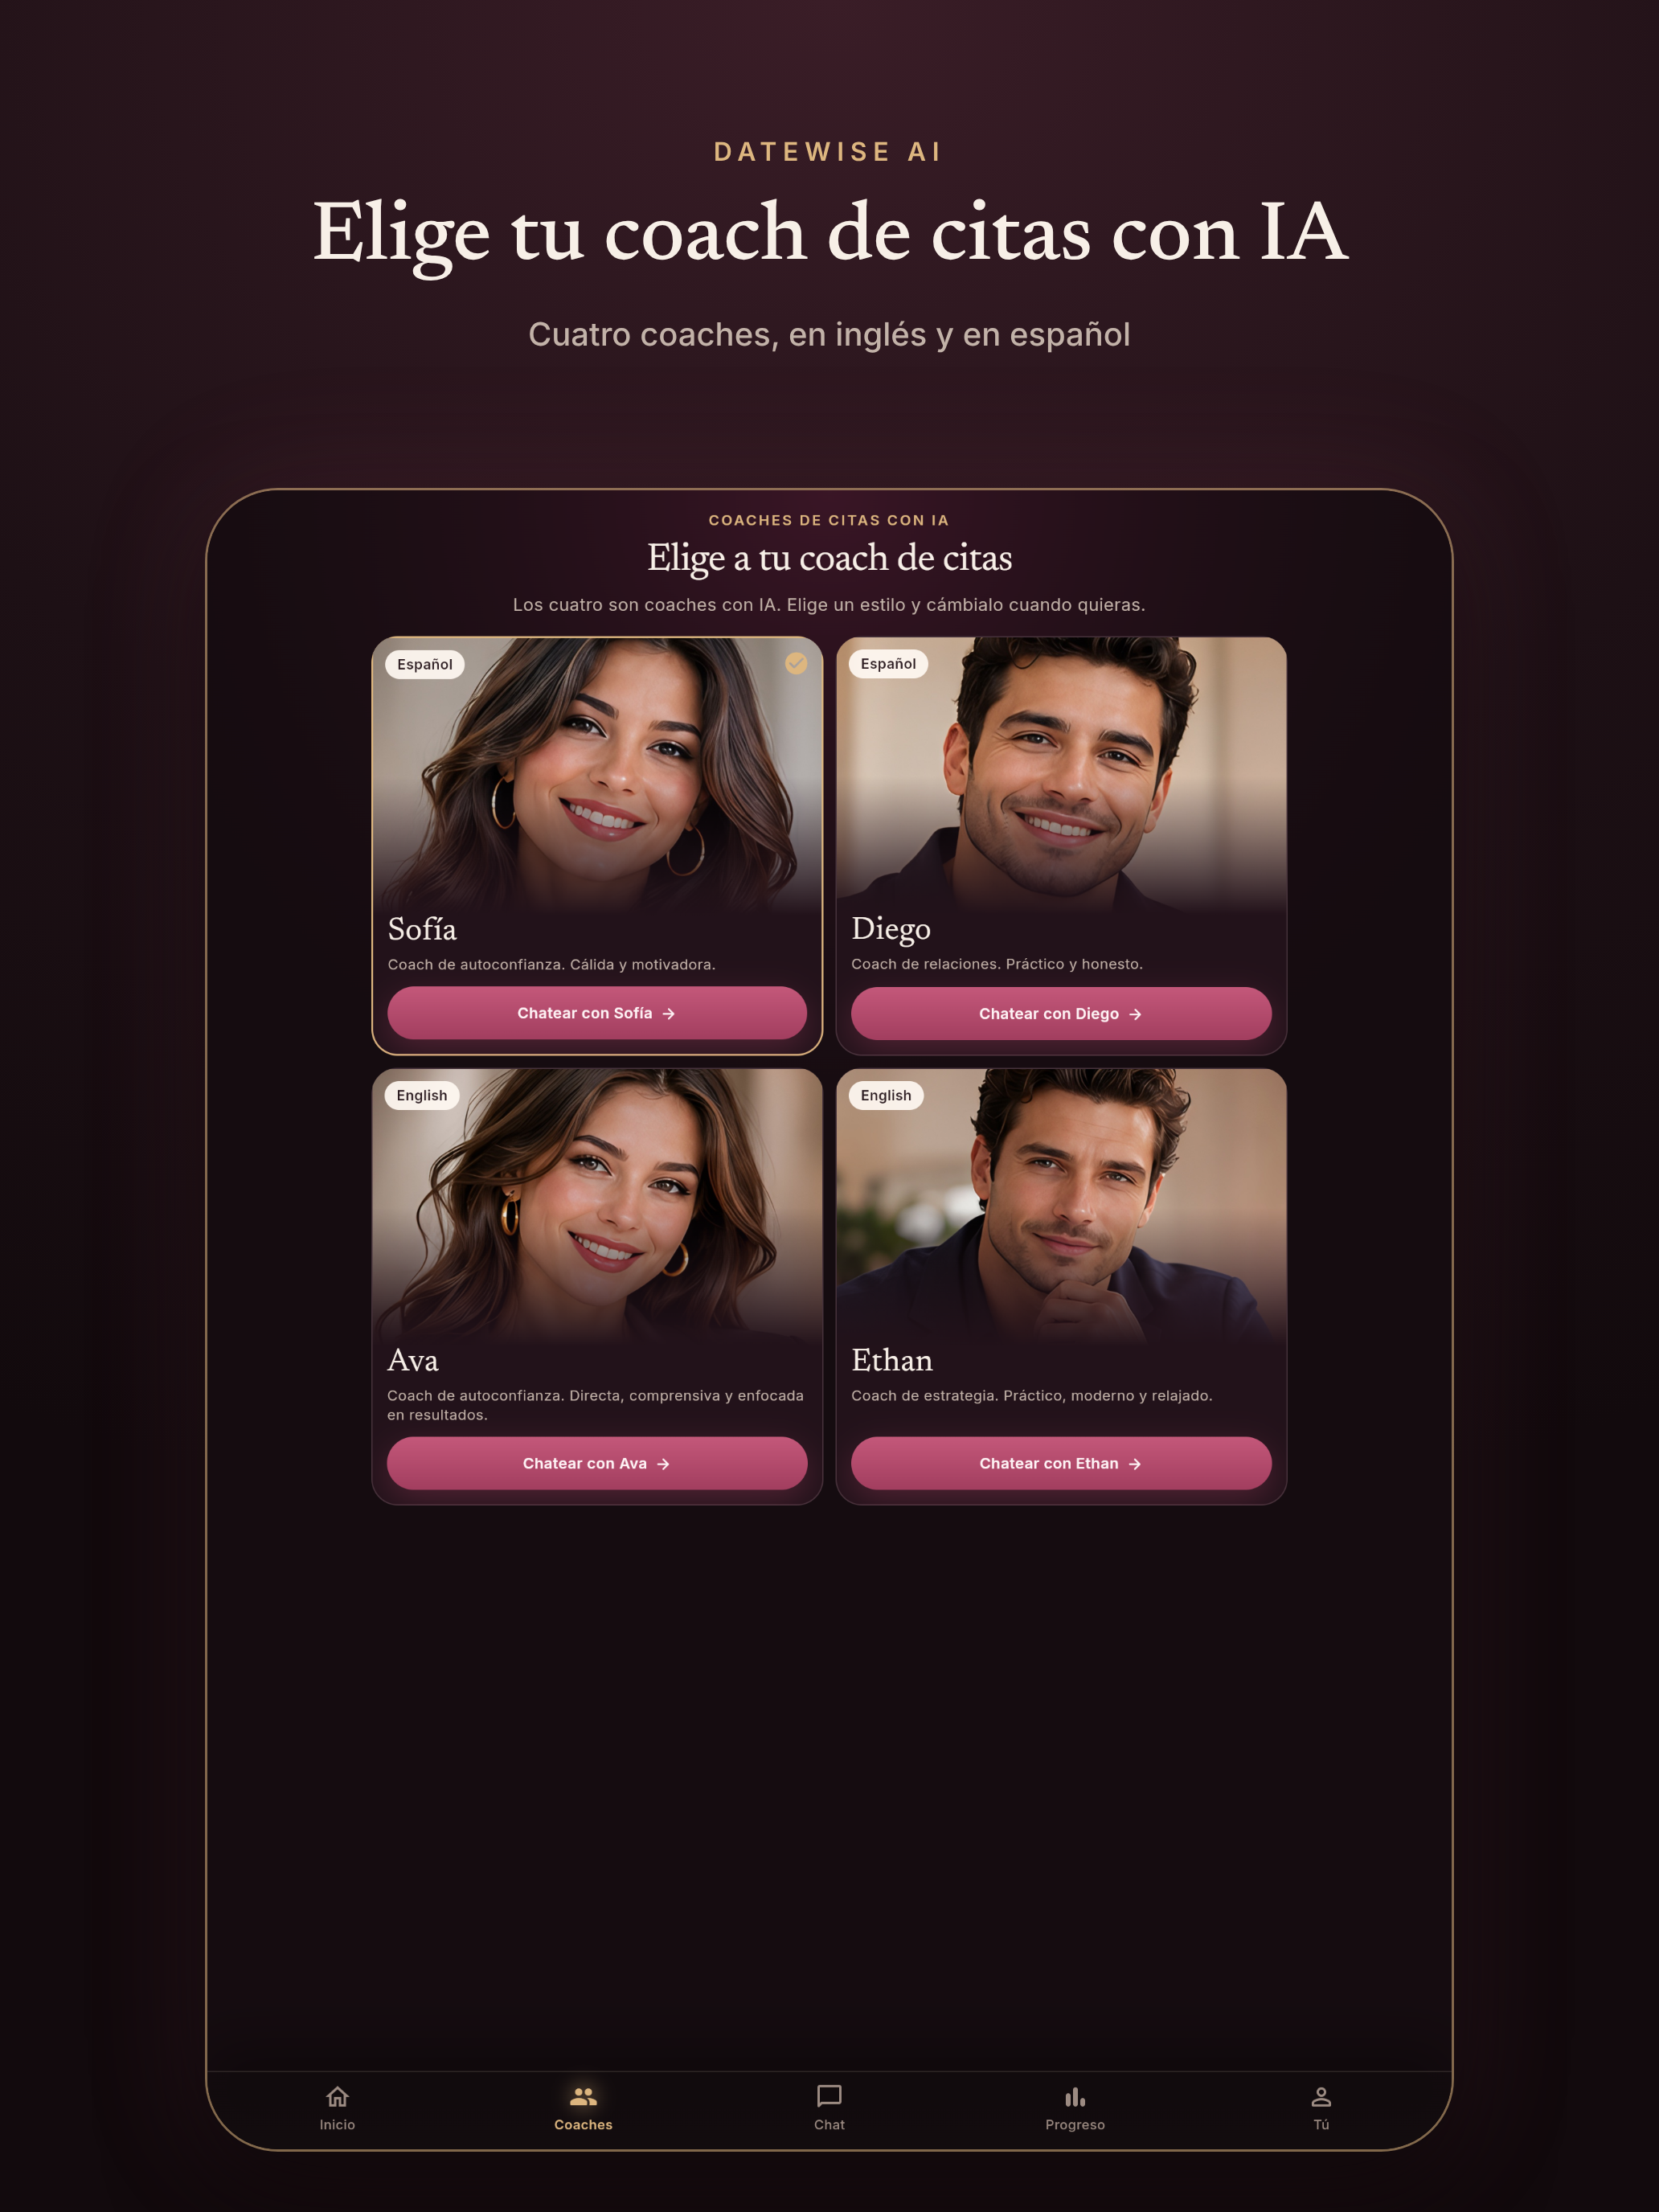 DATEWISE AI
Elige tu coach de citas con IA
Cuatro coaches, en inglés y en español
COACHES DE CITAS CON IA
Elige a tu coach de citas
Los cuatro son coaches con IA. Elige un estilo y cámbialo cuando quieras.
Español
Sofía
Coach de autoconfianza. Cálida y motivadora.
Chatear con Sofía →
Español
Diego
Coach de relaciones. Práctico y honesto.
Chatear con Diego →
English
Ava
Coach de autoconfianza. Directa, comprensiva y enfocada
en resultados.
Chatear con Ava →
English
Ethan
Coach de estrategia. Práctico, moderno y relajado.
Chatear con Ethan →
Inicio
Coaches
Chat
Progreso
Tú